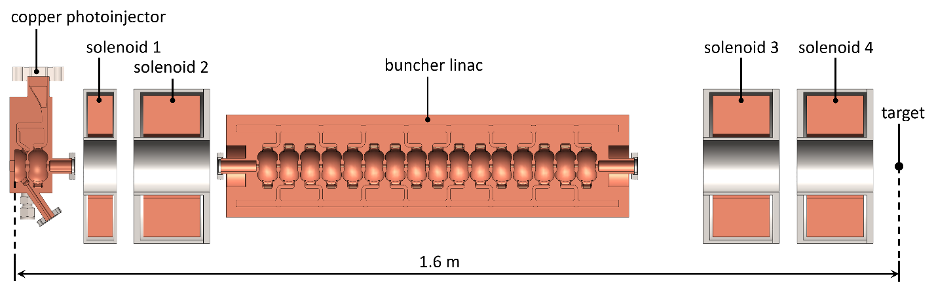 copper photoinjector
solenoid 1
solenoid 2
buncher linac
solenoid 3
solenoid 4
target
1.6 m